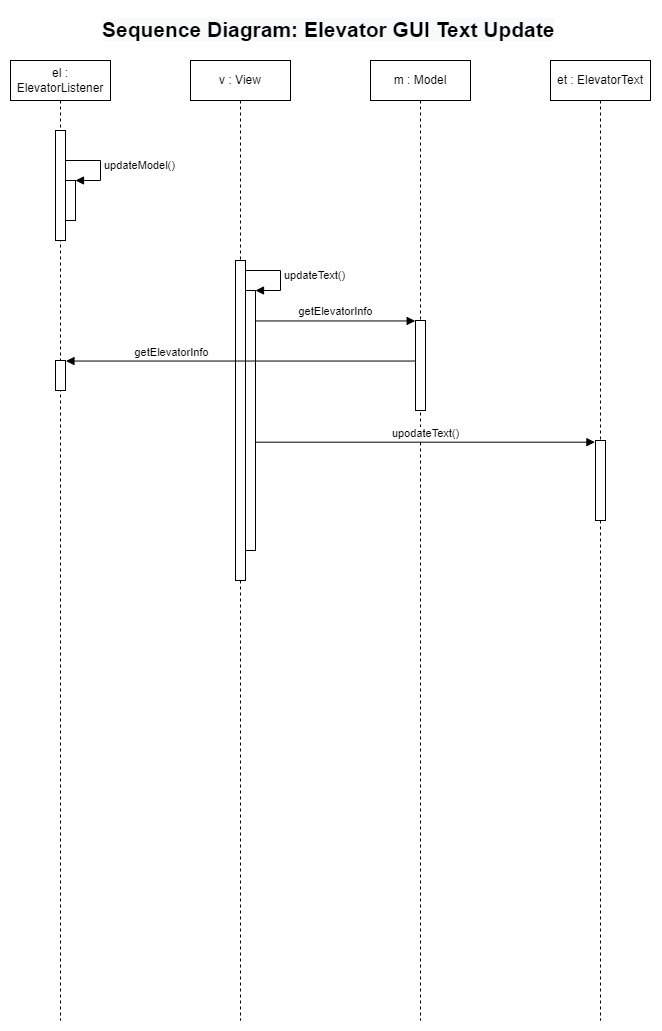 Sequence Diagram: Elevator GUI Text Update
el :
ElevatorListener
v : View
m : Model
et : ElevatorText
updateModel()
updateText()
getElevatorInfo
getElevatorInfo
upodateText()